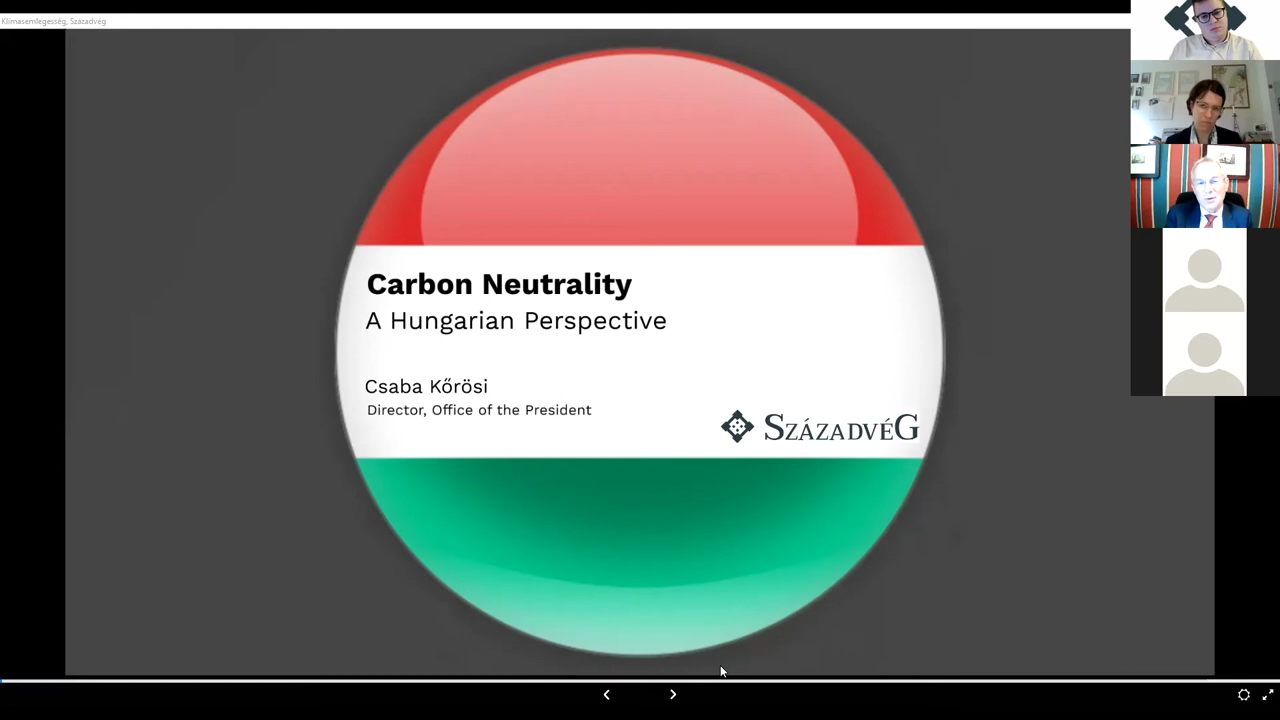 Klímasemlegesség, Századvég
Carbon Neutrality
A Hungarian Perspective
Csaba Kőrösi
Director, Office of the President
SZÁZADVÉG